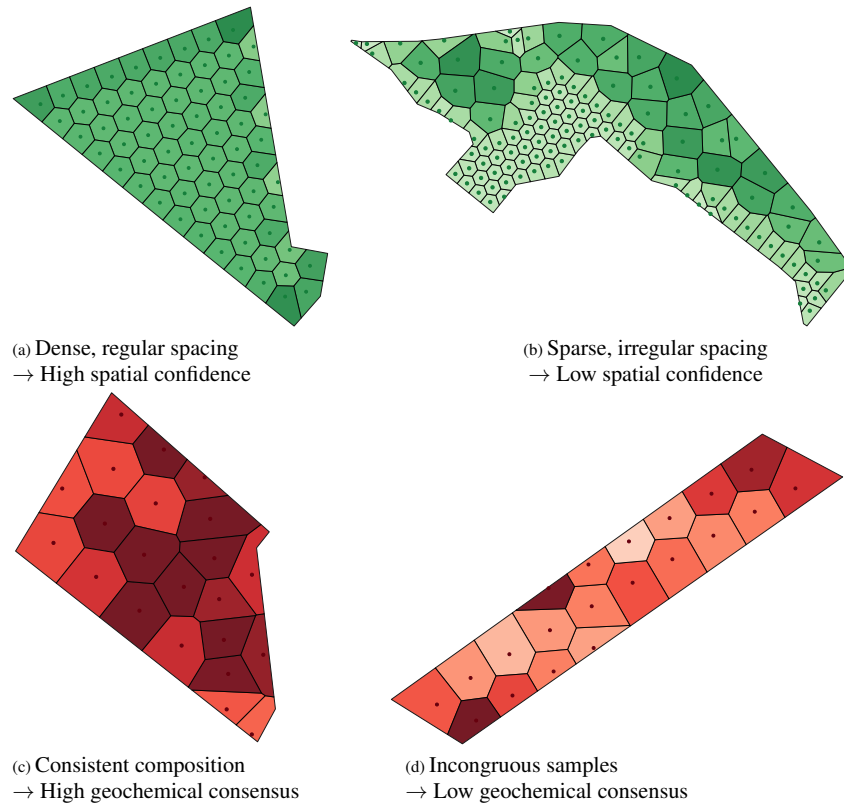 (a) Dense, regular spacing
→ High spatial confidence
(b) Sparse, irregular spacing
→ Low spatial confidence
(c) Consistent composition
→ High geochemical consensus
(d) Incongruous samples
→ Low geochemical consensus